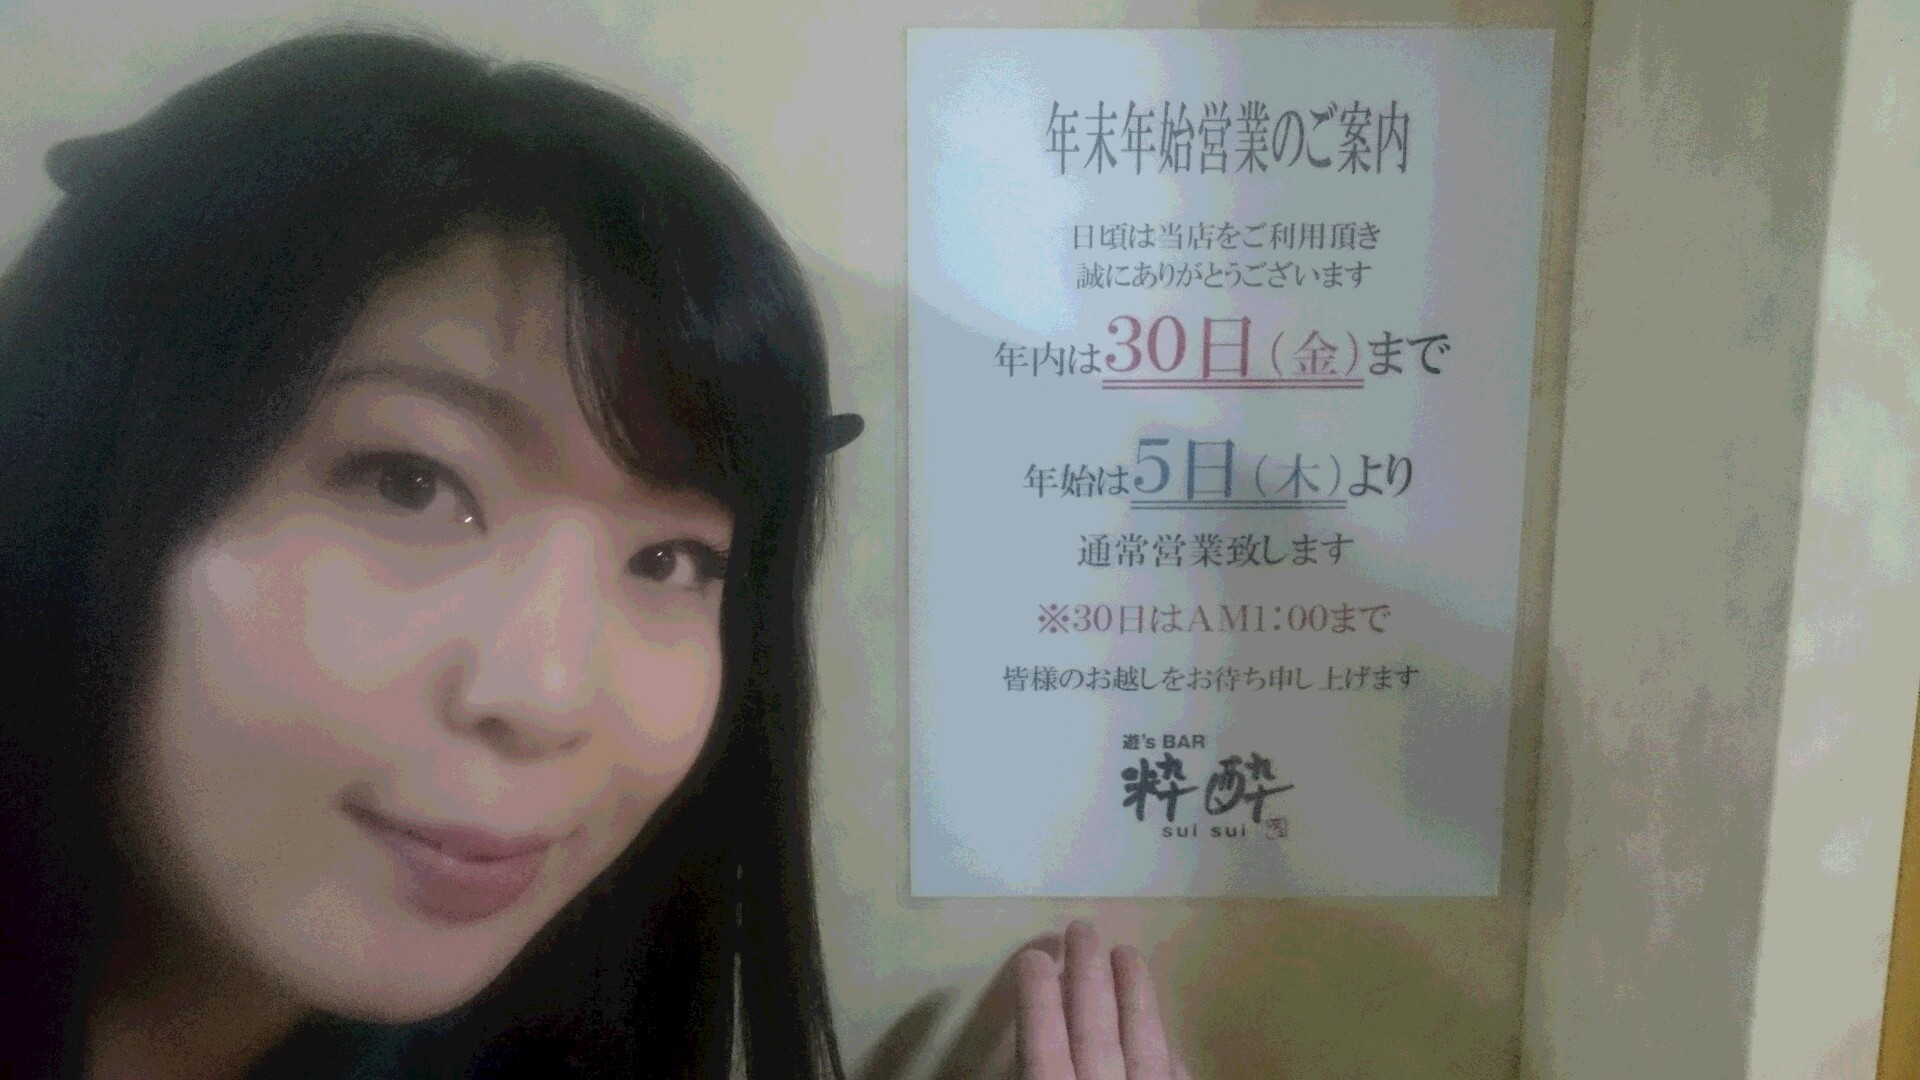 年末年始営業のご案内
日頃は当店をご利用頂き
誠にありがとうございます
年内は30日（金）まで
年始は5日（木）より
通常営業致します
※30日はAM1：00まで
皆様のお越しをお待ち申し上げます
遊's BAR
粋酔
sui sui